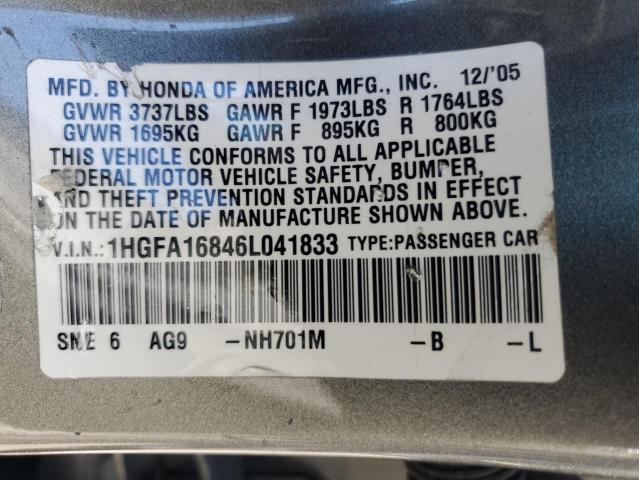 MFD. BY HONDA OF AMERICA MFG., INC. 12/'05
GVWR 3737LBS GAWR F 1973LBS R 1764LBS
GVWR 1695KG GAWR F 895KG R 800KG
THIS VEHICLE CONFORMS TO ALL APPLICABLE
FEDERAL MOTOR VEHICLE SAFETY, BUMPER,
AND THEFT PREVENTION STANDARDS IN EFFECT
ON THE DATE OF MANUFACTURE SHOWN ABOVE.
V.I.N.:1HGFA16846L041833 TYPE:PASSENGER CAR
SNE 6 AG9 -NH701M -B -L